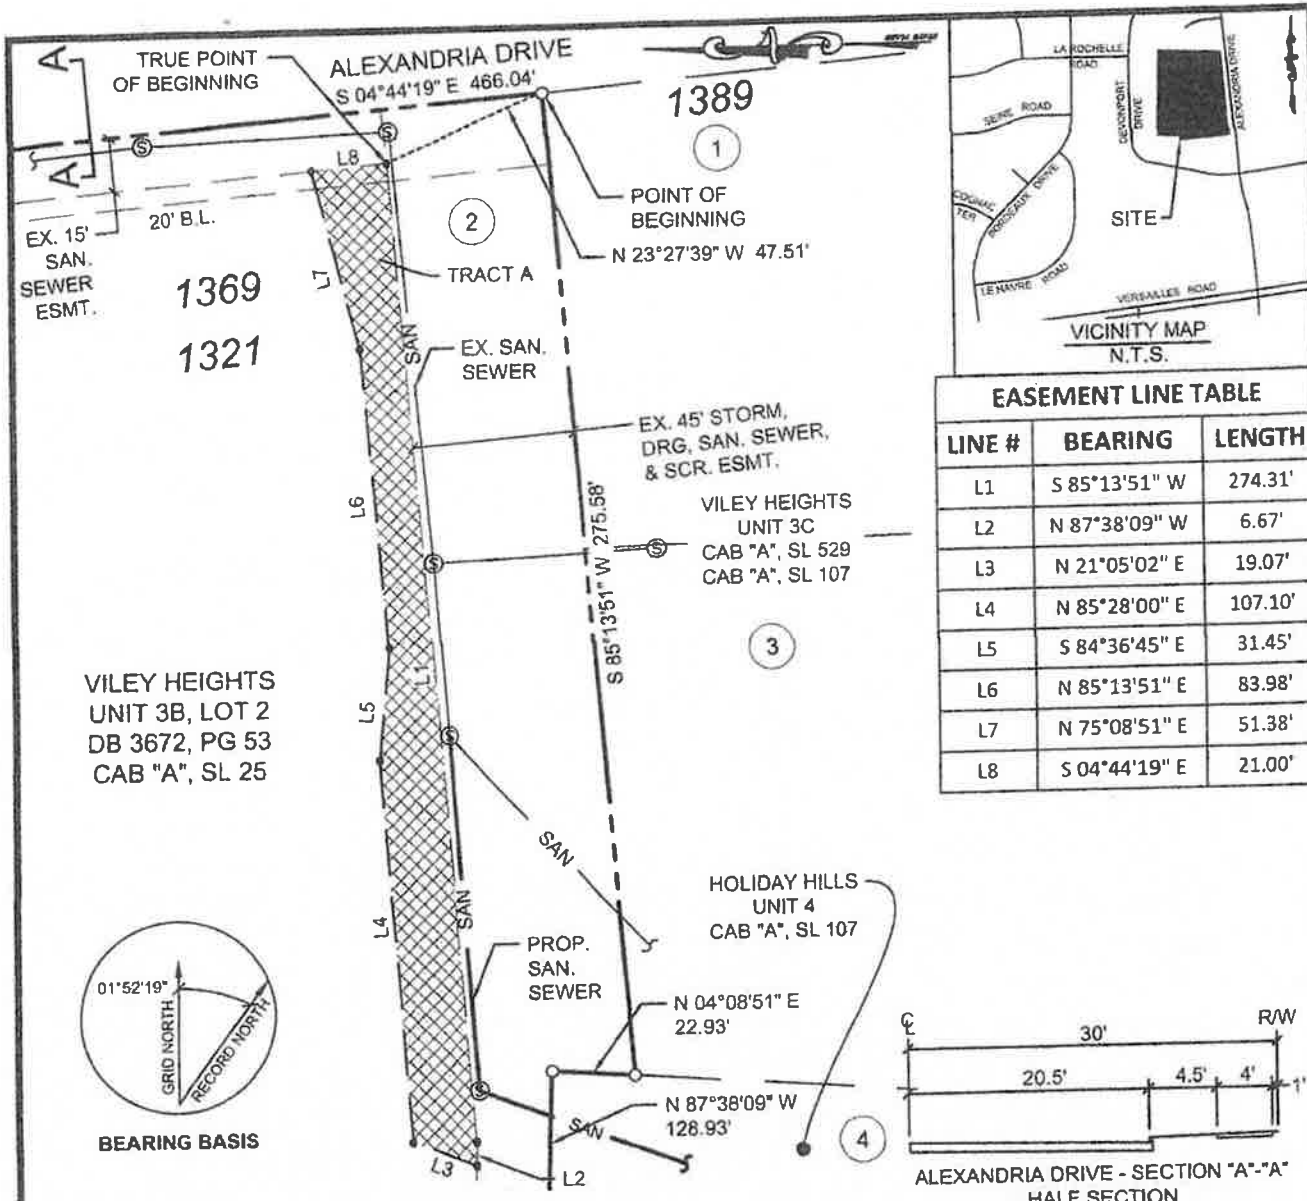 A
TRUE POINT
OF BEGINNING
ALEXANDRIA DRIVE
S 04°44'19" E 466.04'
1389
1
S
S
L8
A
20' B.L.
2
POINT OF
BEGINNING
N 23°27'39" W 47.51'
EX. 15'
SAN.
SEWER
ESMT.
1369
1321
L7
TRACT A
SAN
EX. SAN.
SEWER
EX. 45' STORM,
DRG, SAN. SEWER,
& SCR. ESMT.
L6
S 85°13'51" W 275.58'
VILEY HEIGHTS
UNIT 3C
CAB "A", SL 529
CAB "A", SL 107
S
S
3
L1
VILEY HEIGHTS
UNIT 3B, LOT 2
DB 3672, PG 53
CAB "A", SL 25
L5
S
SAN
L4
SAN
HOLIDAY HILLS
UNIT 4
CAB "A", SL 107
PROP.
SAN.
SEWER
N 04°08'51" E
22.93'
S
N 87°38'09" W
128.93'
SAN
L3
L2
4
01°52'19"
GRID NORTH
RECORD NORTH
BEARING BASIS
LA ROCHELLE
ROAD
SEINE ROAD
DEVONPORT
DRIVE
ALEXANDRIA DRIVE
COGNAC
TER
BORDEAUX DRIVE
SITE
LE HAVRE ROAD
VERSAILLES ROAD
VICINITY MAP
N.T.S.
EASEMENT LINE TABLE
LINE # BEARING LENGTH
L1 S 85°13'51" W 274.31'
L2 N 87°38'09" W 6.67'
L3 N 21°05'02" E 19.07'
L4 N 85°28'00" E 107.10'
L5 S 84°36'45" E 31.45'
L6 N 85°13'51" E 83.98'
L7 N 75°08'51" E 51.38'
L8 S 04°44'19" E 21.00'
CL R/W
30'
20.5' 4.5' 4' 1'
ALEXANDRIA DRIVE - SECTION "A"-"A"
HALF SECTION